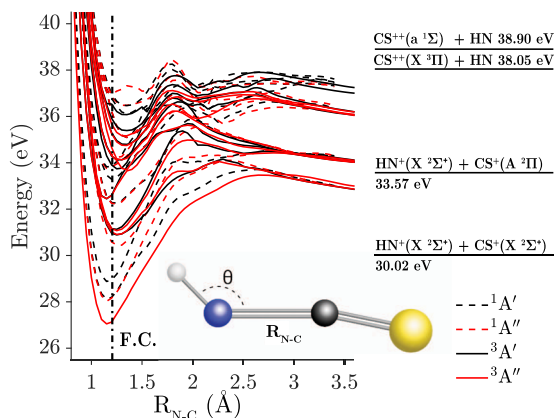 CS++(a ¹Σ) + HN 38.90 eV
CS++(X ³Π) + HN 38.05 eV
HN+(X ²Σ+) + CS+(A ²Π)
33.57 eV
HN+(X ²Σ+) + CS+(X ²Σ+)
30.02 eV
Energy (eV)
40
38
36
34
32
30
28
26
F.C.
θ
R N-C
¹A′
¹A″
³A′
³A″
1 1.5 2 2.5 3 3.5
R N-C (Å)